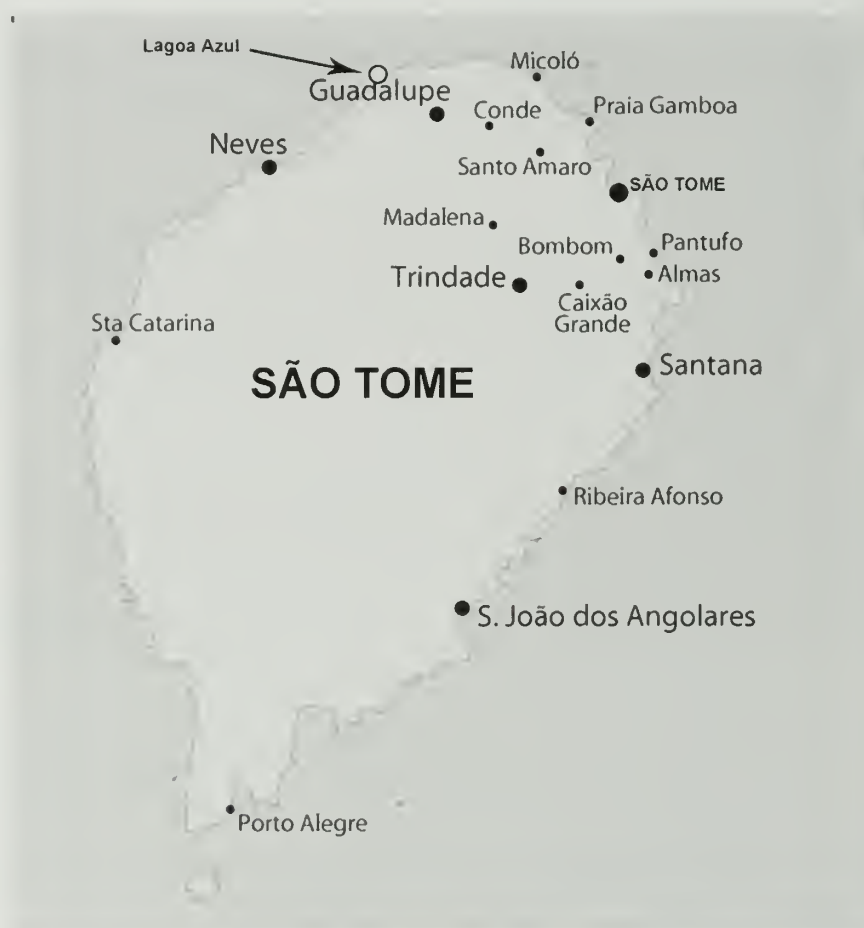 Lagoa Azul
Micoló
Guadalupe
Conde
Praia Gamboa
Neves
Santo Amaro
SÃO TOME
Madalena
Bombom
Pantufo
Trindade
Almas
Caixão
Grande
Sta Catarina
Santana
SÃO TOME
Ribeira Afonso
S. João dos Angolares
Porto Alegre